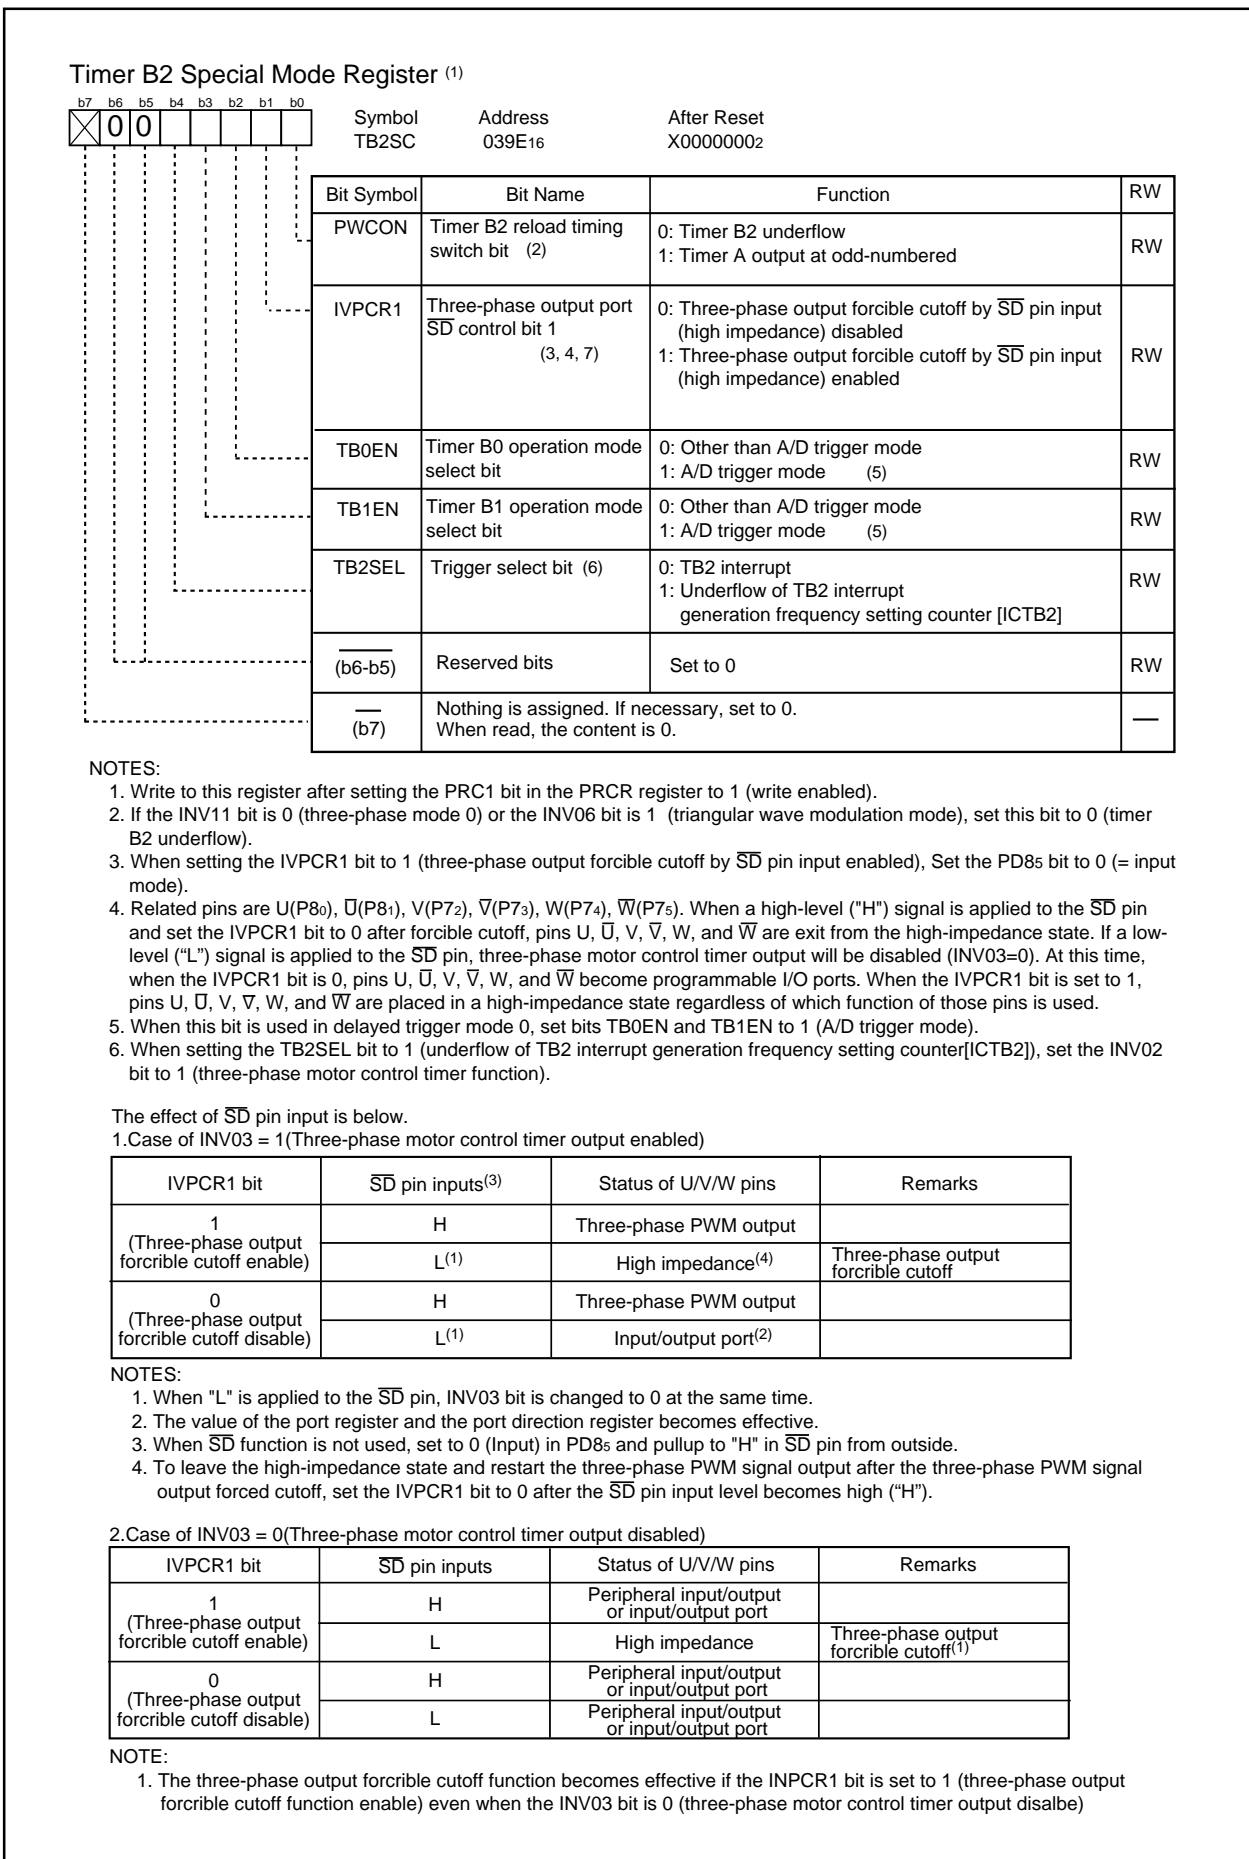 Timer B2 Special Mode Register (1)
b7 b6 b5 b4 b3 b2 b1 b0
0 0
Symbol Address After Reset
TB2SC 039E16 X00000002
Bit Symbol Bit Name Function RW
PWCON Timer B2 reload timing switch bit (2) 0: Timer B2 underflow
1: Timer A output at odd-numbered RW
IVPCR1 Three-phase output port S̅D̅ control bit 1 (3, 4, 7) 0: Three-phase output forcible cutoff by S̅D̅ pin input
(high impedance) disabled
1: Three-phase output forcible cutoff by S̅D̅ pin input
(high impedance) enabled RW
TB0EN Timer B0 operation mode select bit 0: Other than A/D trigger mode
1: A/D trigger mode (5) RW
TB1EN Timer B1 operation mode select bit 0: Other than A/D trigger mode
1: A/D trigger mode (5) RW
TB2SEL Trigger select bit (6) 0: TB2 interrupt
1: Underflow of TB2 interrupt
generation frequency setting counter [ICTB2] RW
(b6-b5) Reserved bits Set to 0 RW
(b7) Nothing is assigned. If necessary, set to 0.
When read, the content is 0. —
NOTES:
1. Write to this register after setting the PRC1 bit in the PRCR register to 1 (write enabled).
2. If the INV11 bit is 0 (three-phase mode 0) or the INV06 bit is 1 (triangular wave modulation mode), set this bit to 0 (timer
B2 underflow).
3. When setting the IVPCR1 bit to 1 (three-phase output forcible cutoff by S̅D̅ pin input enabled), Set the PD85 bit to 0 (= input
mode).
4. Related pins are U(P80), U̅(P81), V(P72), V̅(P73), W(P74), W̅(P75). When a high-level ("H") signal is applied to the S̅D̅ pin
and set the IVPCR1 bit to 0 after forcible cutoff, pins U, U̅, V, V̅, W, and W̅ are exit from the high-impedance state. If a low-
level (“L”) signal is applied to the S̅D̅ pin, three-phase motor control timer output will be disabled (INV03=0). At this time,
when the IVPCR1 bit is 0, pins U, U̅, V, V̅, W, and W̅ become programmable I/O ports. When the IVPCR1 bit is set to 1,
pins U, U̅, V, V̅, W, and W̅ are placed in a high-impedance state regardless of which function of those pins is used.
5. When this bit is used in delayed trigger mode 0, set bits TB0EN and TB1EN to 1 (A/D trigger mode).
6. When setting the TB2SEL bit to 1 (underflow of TB2 interrupt generation frequency setting counter[ICTB2]), set the INV02
bit to 1 (three-phase motor control timer function).
The effect of S̅D̅ pin input is below.
1.Case of INV03 = 1(Three-phase motor control timer output enabled)
IVPCR1 bit S̅D̅ pin inputs(3) Status of U/V/W pins Remarks
1
(Three-phase output
forcrible cutoff enable) H Three-phase PWM output
L(1) High impedance(4) Three-phase output
forcrible cutoff
0
(Three-phase output
forcrible cutoff disable) H Three-phase PWM output
L(1) Input/output port(2)
NOTES:
1. When "L" is applied to the S̅D̅ pin, INV03 bit is changed to 0 at the same time.
2. The value of the port register and the port direction register becomes effective.
3. When S̅D̅ function is not used, set to 0 (Input) in PD85 and pullup to "H" in S̅D̅ pin from outside.
4. To leave the high-impedance state and restart the three-phase PWM signal output after the three-phase PWM signal
output forced cutoff, set the IVPCR1 bit to 0 after the S̅D̅ pin input level becomes high (“H”).
2.Case of INV03 = 0(Three-phase motor control timer output disabled)
IVPCR1 bit S̅D̅ pin inputs Status of U/V/W pins Remarks
1
(Three-phase output
forcrible cutoff enable) H Peripheral input/output
or input/output port
L High impedance Three-phase output
forcrible cutoff(1)
0
(Three-phase output
forcrible cutoff disable) H Peripheral input/output
or input/output port
L Peripheral input/output
or input/output port
NOTE:
1. The three-phase output forcrible cutoff function becomes effective if the INPCR1 bit is set to 1 (three-phase output
forcrible cutoff function enable) even when the INV03 bit is 0 (three-phase motor control timer output disalbe)